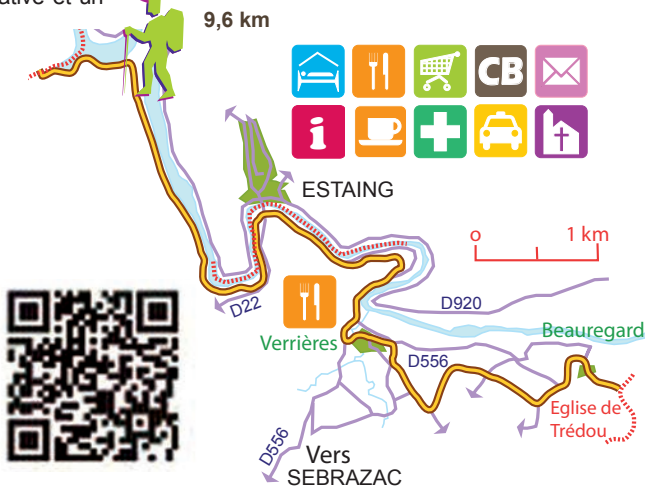 ative et un
9,6 km
CB
i
ESTAING
o 1 km
D22
D920
Verrières
Beauregard
D556
Eglise de
Trédou
D556
Vers
SEBRAZAC